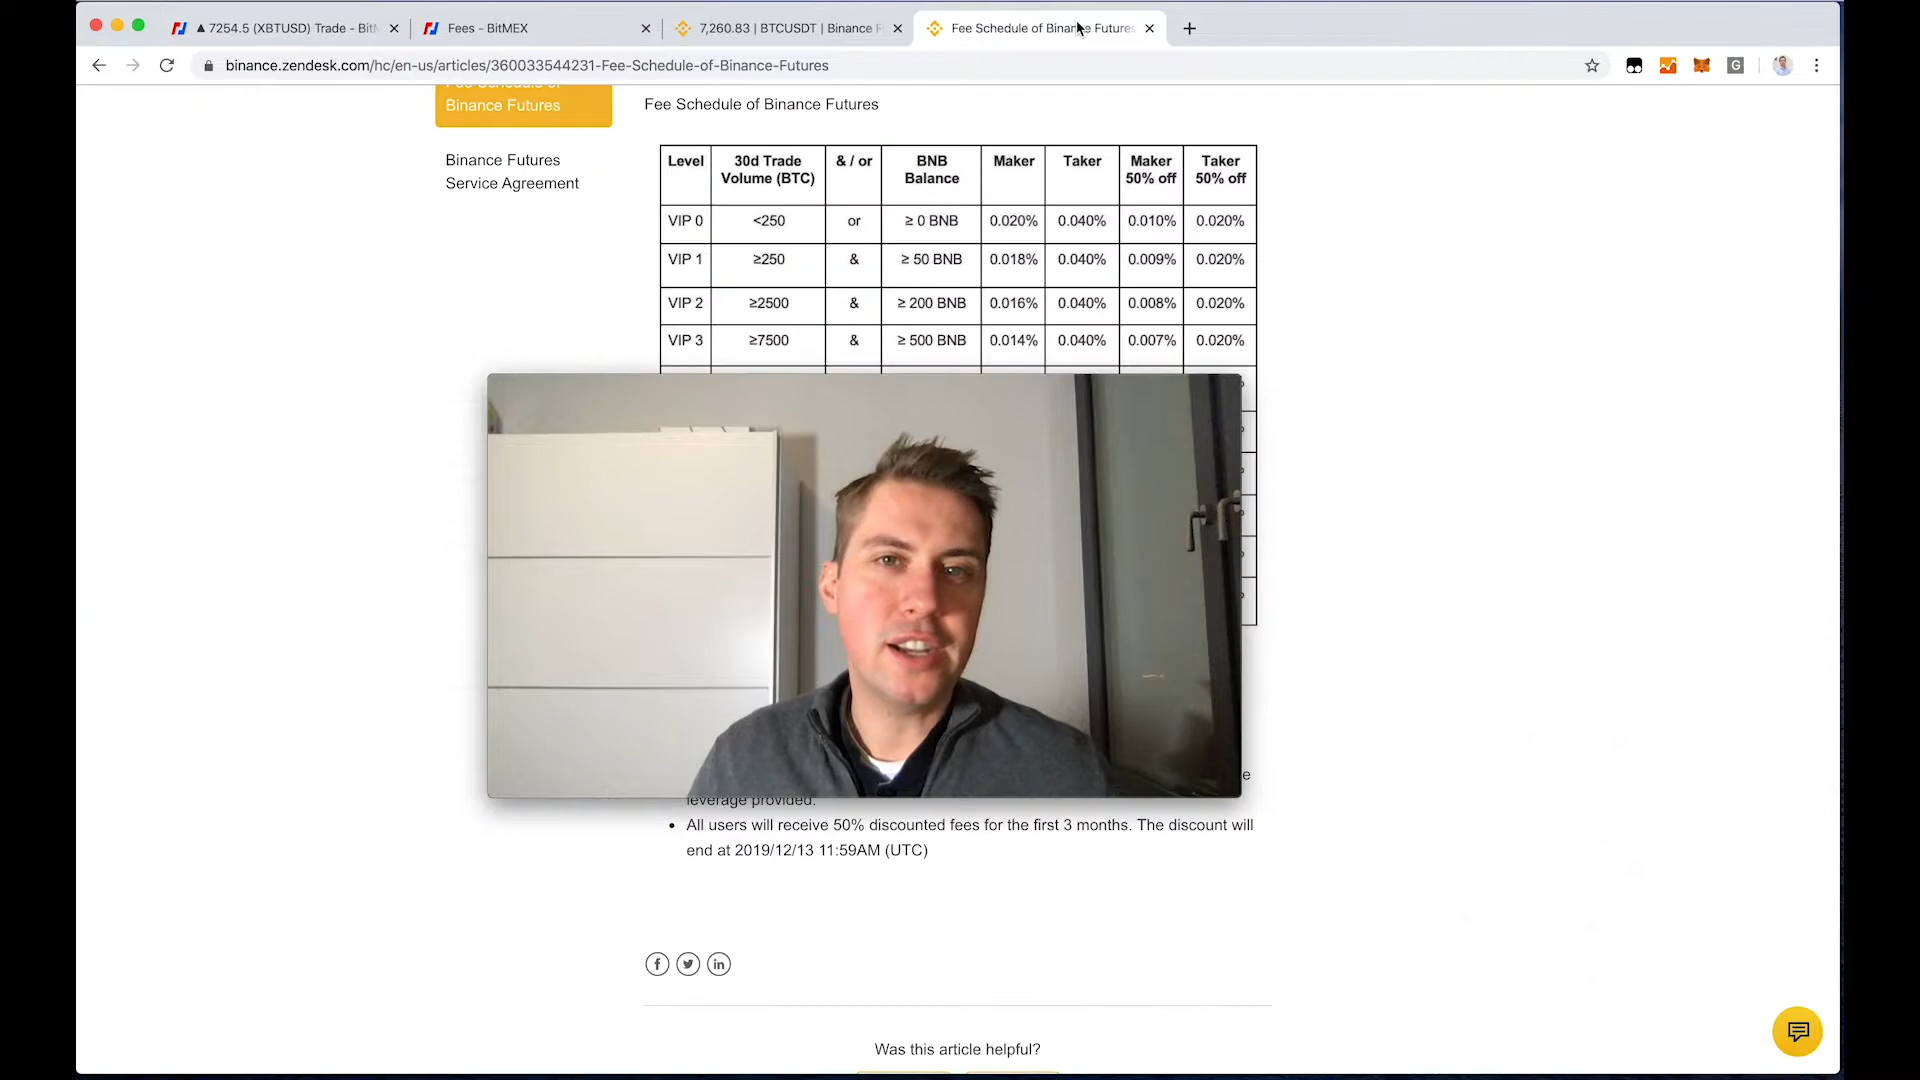 ▲ 7254.5 (XBTUSD) Trade - Bit
Fees - BitMEX
7,260.83 | BTCUSDT | Binance F
Fee Schedule of Binance Futures
binance.zendesk.com/hc/en-us/articles/360033544231-Fee-Schedule-of-Binance-Futures
G
Fee Schedule of
Binance Futures
Binance Futures
Service Agreement
Fee Schedule of Binance Futures
Level 30d Trade Volume (BTC) & / or BNB Balance Maker Taker Maker 50% off Taker 50% off
VIP 0 <250 or ≥ 0 BNB 0.020% 0.040% 0.010% 0.020%
VIP 1 ≥250 & ≥ 50 BNB 0.018% 0.040% 0.009% 0.020%
VIP 2 ≥2500 & ≥ 200 BNB 0.016% 0.040% 0.008% 0.020%
VIP 3 ≥7500 & ≥ 500 BNB 0.014% 0.040% 0.007% 0.020%
e
leverage provided.
• All users will receive 50% discounted fees for the first 3 months. The discount will
end at 2019/12/13 11:59AM (UTC)
f in
Was this article helpful?